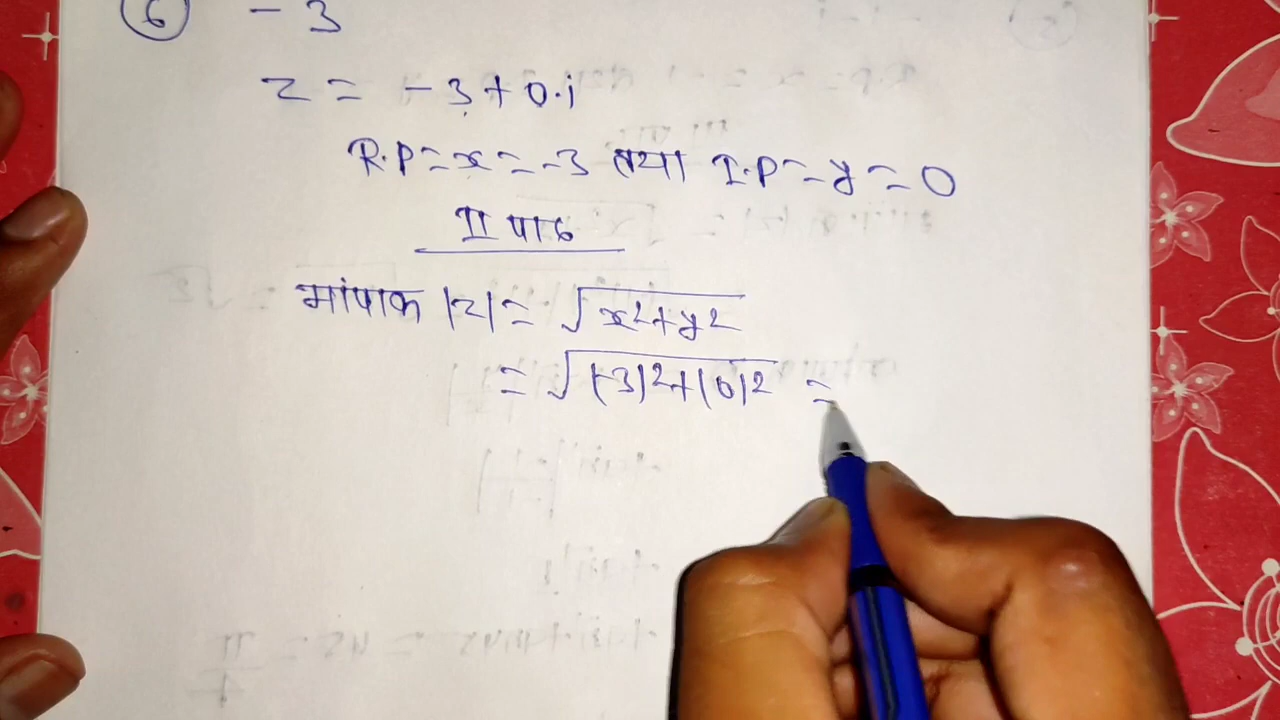 ⑥ - 3
z = - 3 + 0.i
R.P = x = -3 तथा I.P = y = 0
II पाद
मांपाक |z| = √x²+y²
= √(-3)²+(0)² =